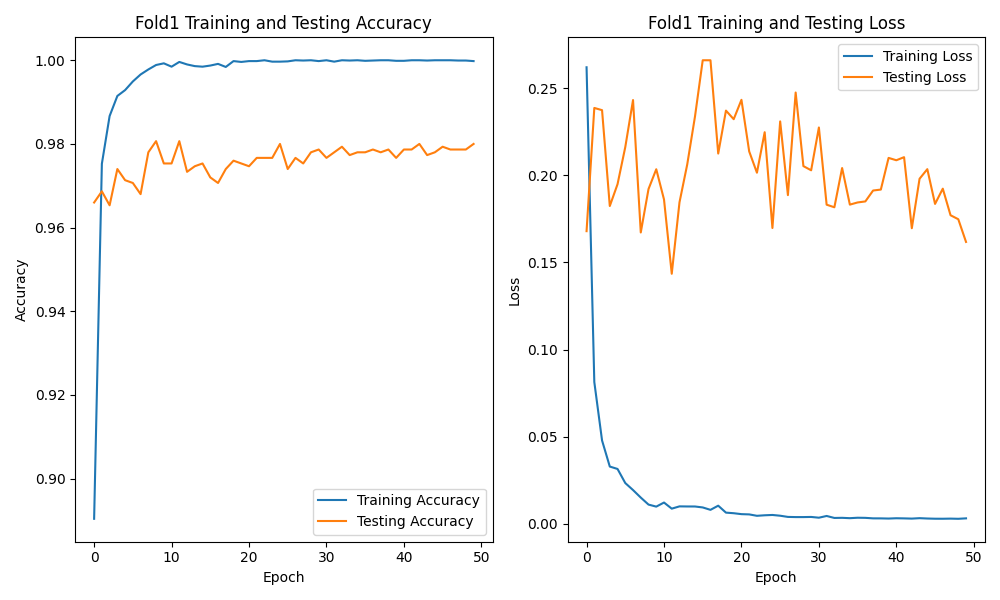 Fold1 Training and Testing Accuracy
1.00
0.98
0.96
0.94
0.92
0.90
Accuracy
0
10
20
30
40
50
Epoch
Training Accuracy
Testing Accuracy
Fold1 Training and Testing Loss
0.25
0.20
0.15
0.10
0.05
0.00
Loss
0
10
20
30
40
50
Epoch
Training Loss
Testing Loss